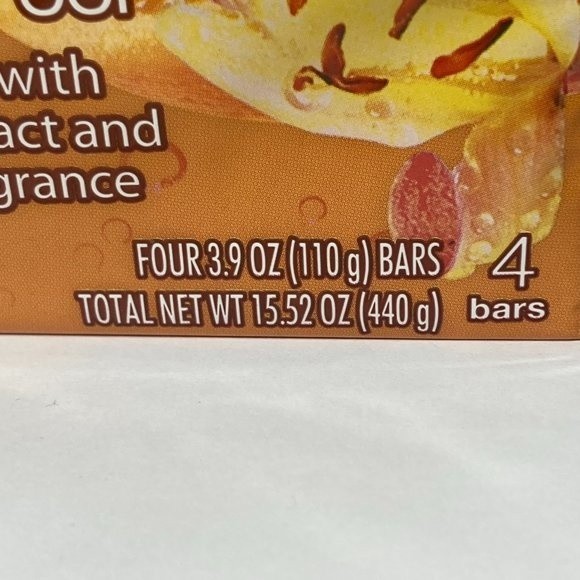 with
act and
grance
FOUR 3.9 OZ (110 g) BARS
TOTAL NET WT 15.52 OZ (440 g)
4
bars